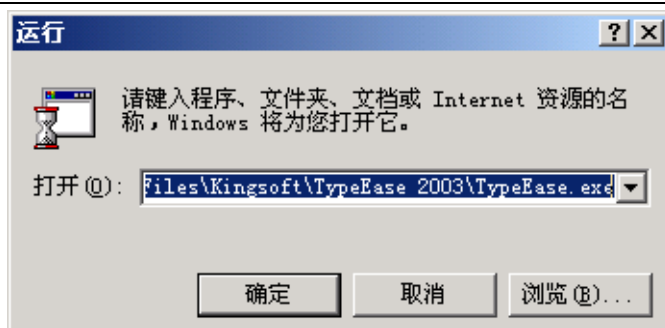 运行
请键入程序、文件夹、文档或 Internet 资源的名
称，Windows 将为您打开它。
打开(O): Files\Kingsoft\TypeEase 2003\TypeEase.exe
确定 取消 浏览(B)...